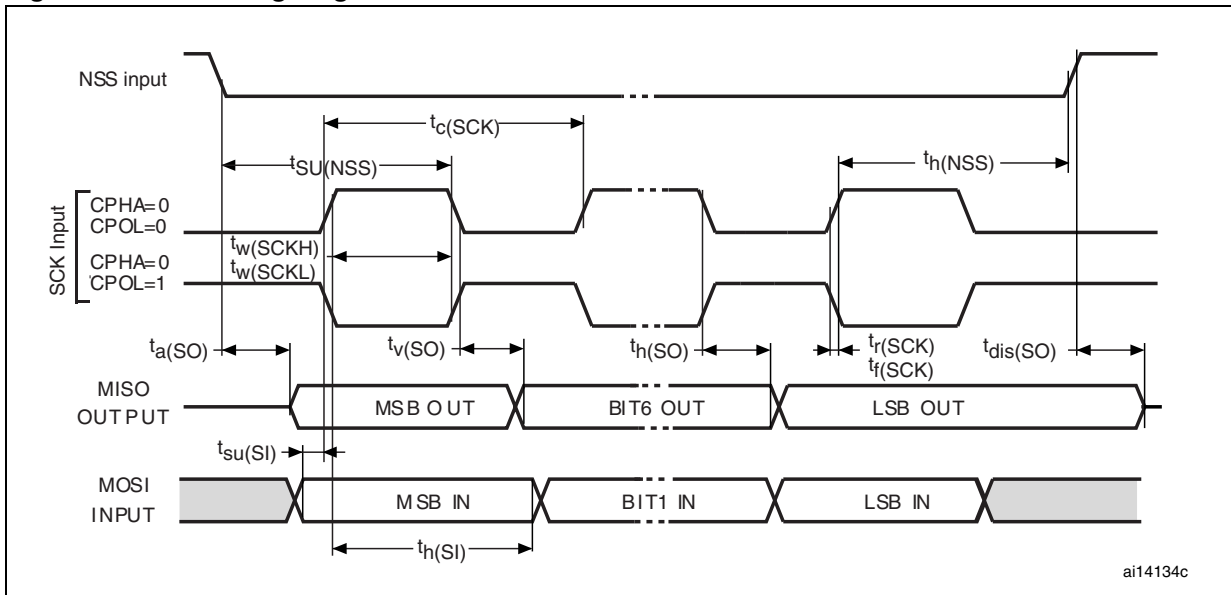 NSS input
tc(SCK)
tSU(NSS)
th(NSS)
SCK Input
CPHA=0
CPOL=0
tw(SCKH)
CPHA=0
tw(SCKL)
CPOL=1
ta(SO)
tv(SO)
th(SO)
tr(SCK)
tf(SCK)
tdis(SO)
MISO
OUTPUT
MSB OUT
BIT6 OUT
LSB OUT
tsu(SI)
MOSI
INPUT
MSB IN
BIT1 IN
LSB IN
th(SI)
ai14134c